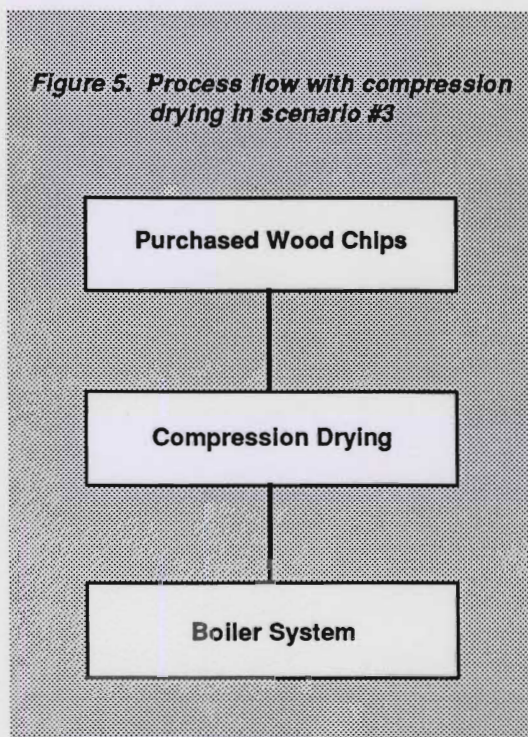 Figure 5. Process flow with compression
drying in scenario #3
Purchased Wood Chips
Compression Drying
Boiler System